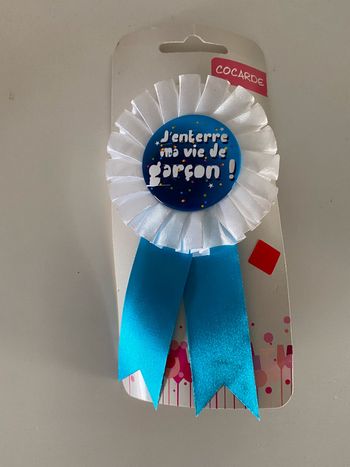 COCARDE
J'enterre
ma vie de
garçon !